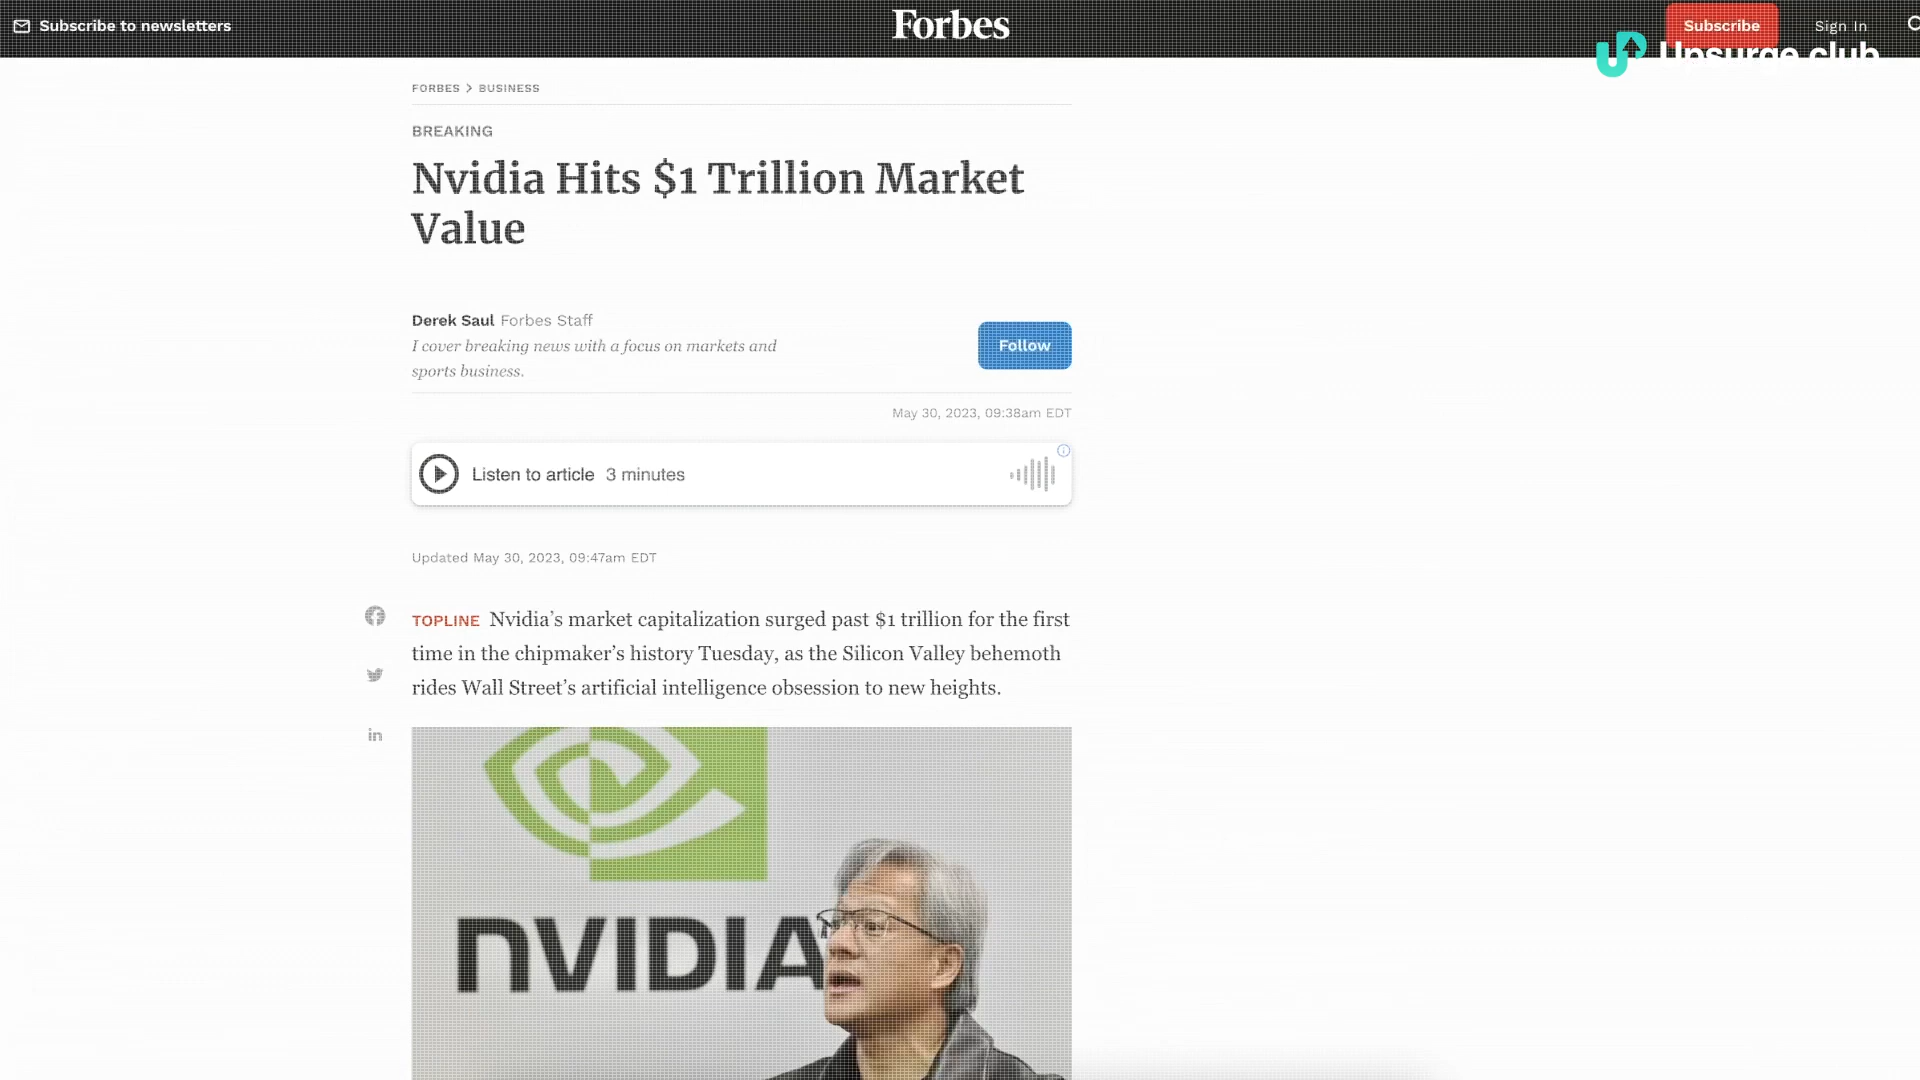 Subscribe to newsletters
Forbes
Subscribe
Sign In
Upsurge club
FORBES > BUSINESS
BREAKING
Nvidia Hits $1 Trillion Market
Value
Derek Saul Forbes Staff
I cover breaking news with a focus on markets and
sports business.
Follow
May 30, 2023, 09:38am EDT
Listen to article 3 minutes
Updated May 30, 2023, 09:47am EDT
TOPLINE Nvidia’s market capitalization surged past $1 trillion for the first
time in the chipmaker’s history Tuesday, as the Silicon Valley behemoth
rides Wall Street’s artificial intelligence obsession to new heights.
in
nVIDIA